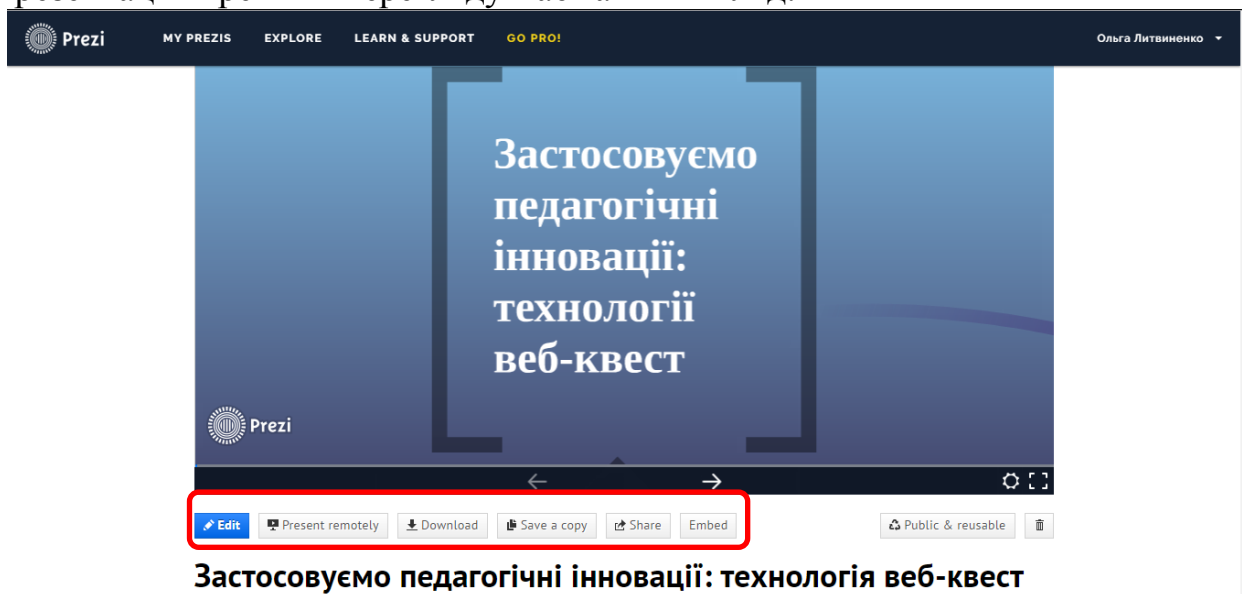 Prezi MY PREZIS EXPLORE LEARN & SUPPORT GO PRO! Ольга Литвиненко
Застосовуємо
педагогічні
інновації:
технології
веб-квест
Prezi
Edit Present remotely Download Save a copy Share Embed Public & reusable
Застосовуємо педагогічні інновації: технологія веб-квест